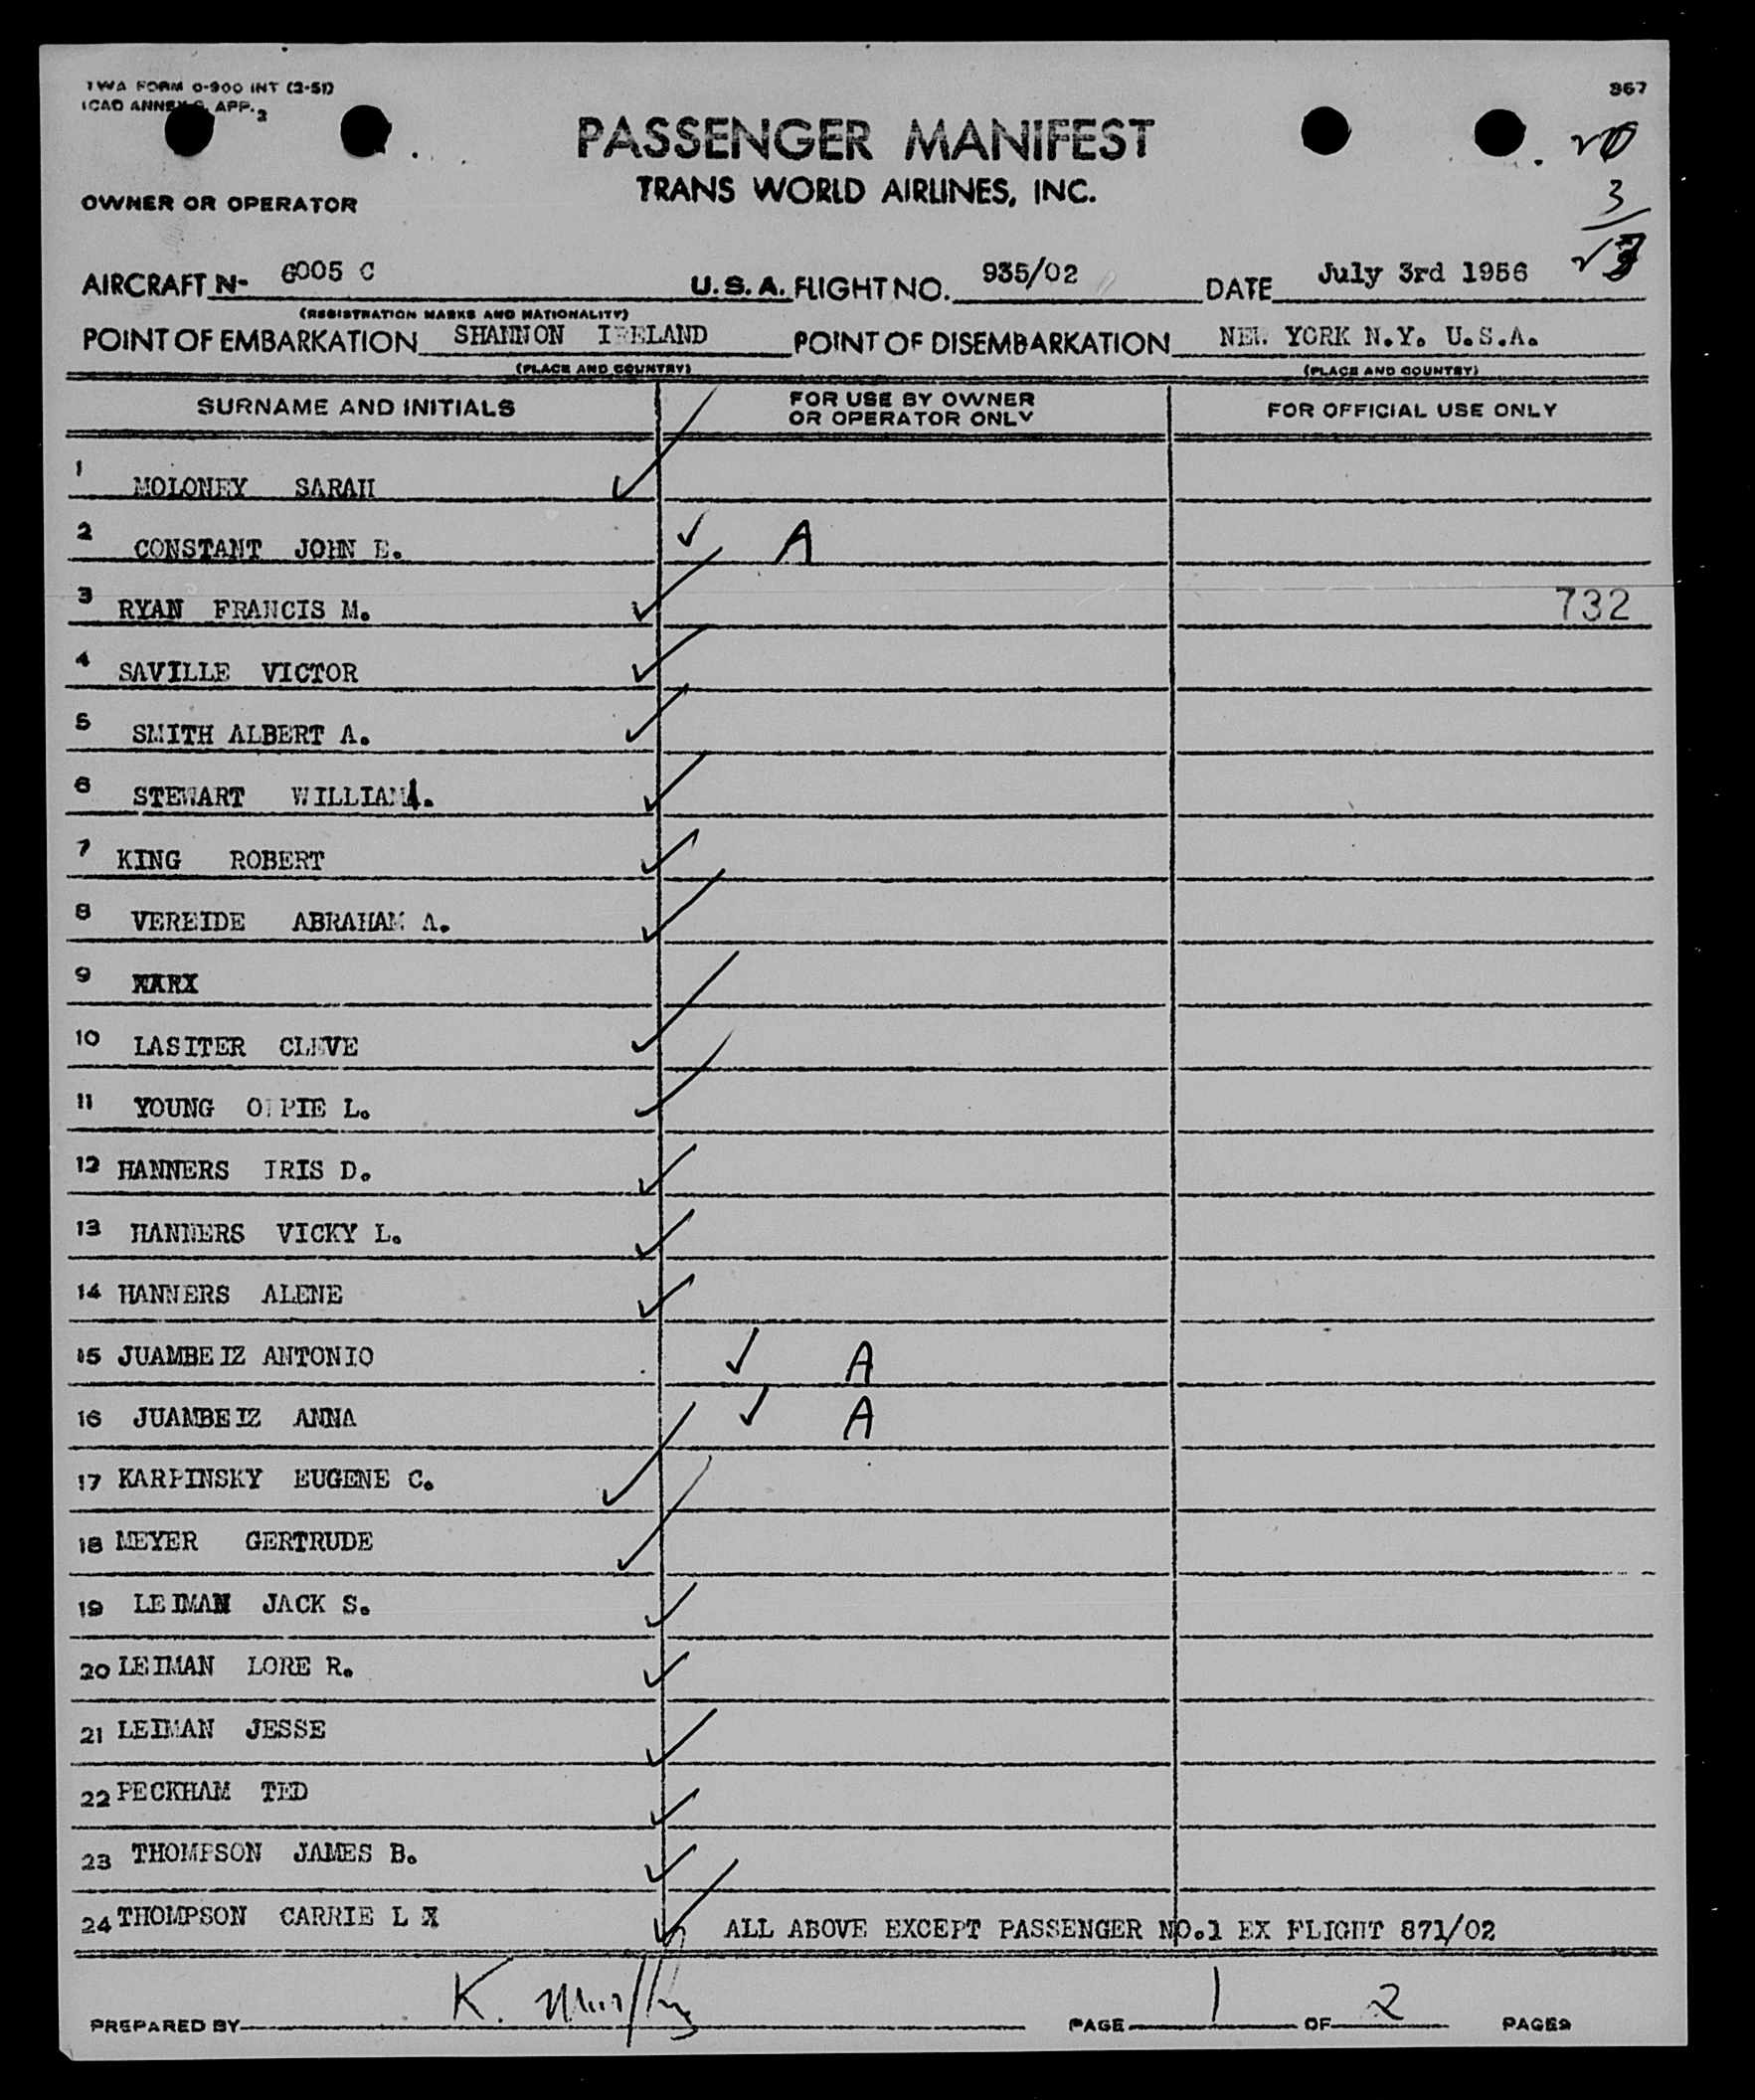 TWA FORM O-900 INT (2-51)
ICAO ANNEX 9, APP. 2
867
PASSENGER MANIFEST
TRANS WORLD AIRLINES, INC.
20
3
OWNER OR OPERATOR
AIRCRAFT N- 6005 C U.S.A. FLIGHT NO. 935/02 DATE July 3rd 1956
(REGISTRATION MARKS AND NATIONALITY)
POINT OF EMBARKATION SHANNON IRELAND POINT OF DISEMBARKATION NEW YORK N.Y. U.S.A.
(PLACE AND COUNTRY) (PLACE AND COUNTRY)
SURNAME AND INITIALS FOR USE BY OWNER OR OPERATOR ONLY FOR OFFICIAL USE ONLY
1 MOLONEY SARAH ✓
2 CONSTANT JOHN E. ✓ A
3 RYAN FRANCIS M. ✓ 732
4 SAVILLE VICTOR ✓
5 SMITH ALBERT A. ✓
6 STEWART WILLIAM. ✓
7 KING ROBERT ✓
8 VEREIDE ABRAHAM A. ✓
9
10 LASITER CLEVE ✓
11 YOUNG L. ✓
12 HANNERS IRIS D. ✓
13 HANNERS VICKY L. ✓
14 HANNERS ALENE ✓
15 JUAMBEIZ ANTONIO ✓ A
16 JUAMBEIZ ANNA ✓ A
17 KARPINSKY EUGENE C. ✓
18 MEYER GERTRUDE ✓
19 LEIMAN JACK S. ✓
20 LEIMAN LORE R. ✓
21 LEIMAN JESSE ✓
22 PECKHAM TED ✓
23 THOMPSON JAMES B. ✓
24 THOMPSON CARRIE L X ✓ ALL ABOVE EXCEPT PASSENGER NO.1 EX FLIGHT 871/02
PREPARED BY K. Murphy PAGE 1 OF 2 PAGES